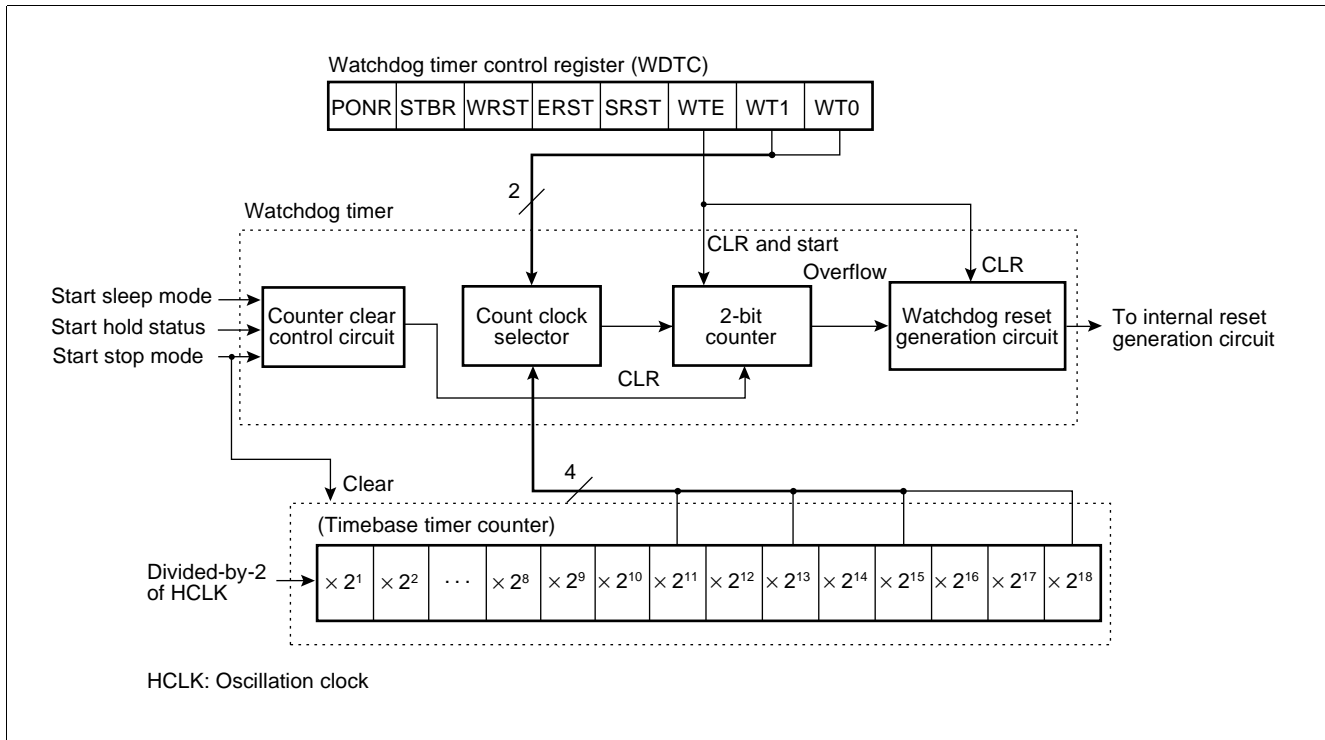 Watchdog timer control register (WDTC)
PONR STBR WRST ERST SRST WTE WT1 WT0
2
Watchdog timer
CLR and start
Overflow
CLR
Start sleep mode
Start hold status
Start stop mode
Counter clear
control circuit
Count clock
selector
2-bit
counter
Watchdog reset
generation circuit
To internal reset
generation circuit
CLR
4
Clear
(Timebase timer counter)
Divided-by-2
of HCLK
× 2¹ × 2² · · · × 2⁸ × 2⁹ × 2¹⁰ × 2¹¹ × 2¹² × 2¹³ × 2¹⁴ × 2¹⁵ × 2¹⁶ × 2¹⁷ × 2¹⁸
HCLK: Oscillation clock